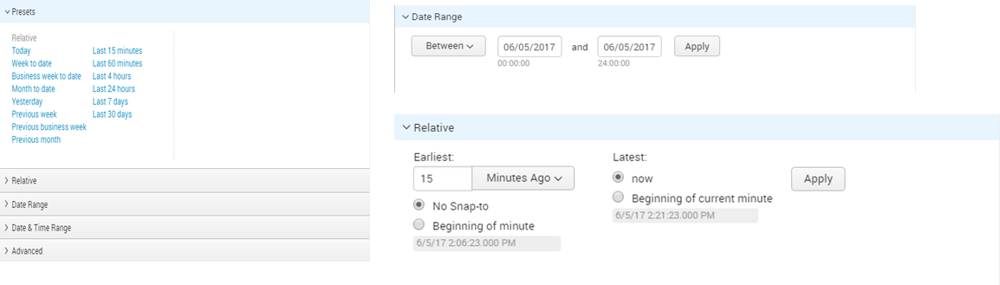 Presets
Relative
Today Last 15 minutes
Week to date Last 60 minutes
Business week to date Last 4 hours
Month to date Last 24 hours
Yesterday Last 7 days
Previous week Last 30 days
Previous business week
Previous month
Relative
Date Range
Date & Time Range
Advanced
Date Range
Between 06/05/2017 and 06/05/2017 Apply
00:00:00 24:00:00
Relative
Earliest: Latest:
15 Minutes Ago now Apply
No Snap-to Beginning of current minute
Beginning of minute 6/5/17 2:21:23.000 PM
6/5/17 2:06:23.000 PM